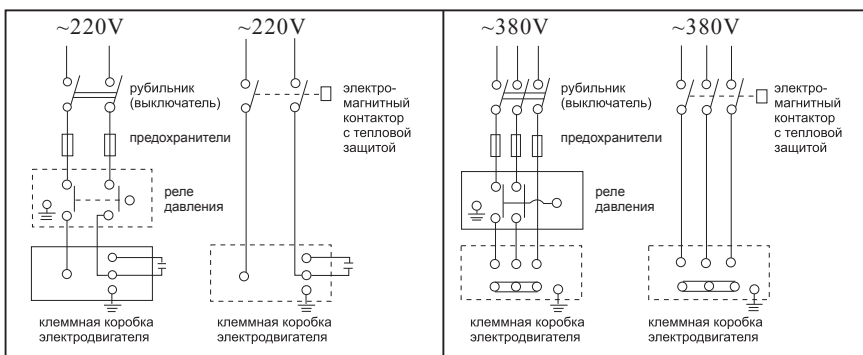 ~220V
~220V
рубильник
(выключатель)
предохранители
реле
давления
электро-
магнитный
контактор
с тепловой
защитой
клеммная коробка
электродвигателя
клеммная коробка
электродвигателя
~380V
~380V
рубильник
(выключатель)
предохранители
реле
давления
электро-
магнитный
контактор
с тепловой
защитой
клеммная коробка
электродвигателя
клеммная коробка
электродвигателя